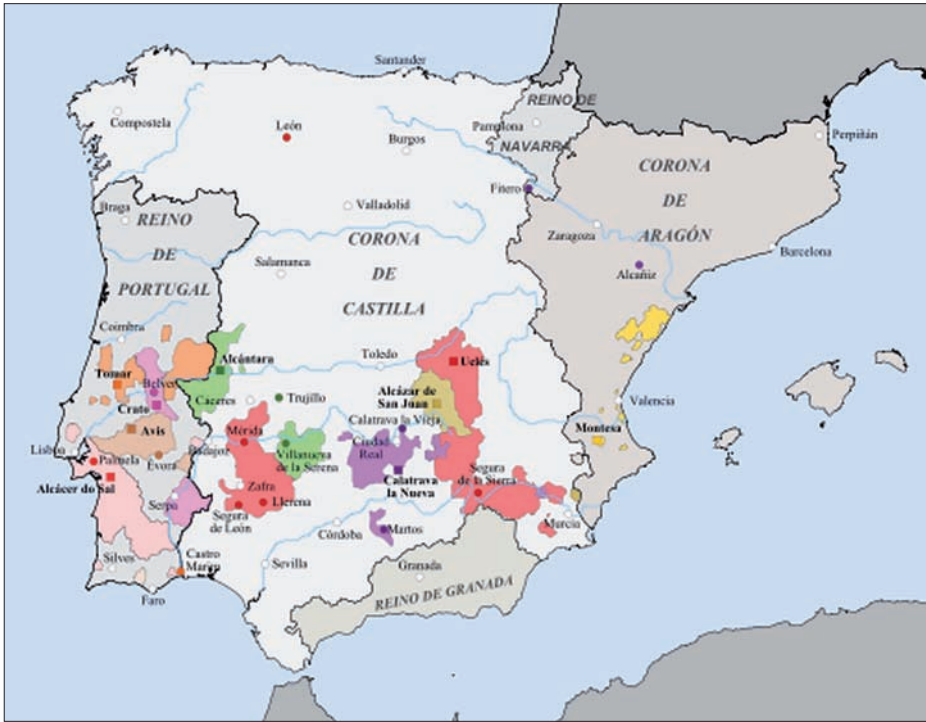 Santander
REINO DE
Compostela
León
Pamplona
Perpiñán
Burgos
NAVARRA
CORONA
DE
ARAGÓN
Fitero
Braga
REINO
DE
PORTUGAL
Valladolid
Zaragoza
CORONA
DE
CASTILLA
Barcelona
Salamanca
Alcañiz
Coimbra
Toledo
Uclés
Alcántara
Tomar
Belver
Alcázar de
San Juan
Cáceres
Trujillo
Crato
Valencia
Calatrava la Vieja
Avis
Mérida
Montesa
Lisboa
Badajoz
Villanueva
de la Serena
Ciudad
Real
Évora
Palmela
Segura
de la Sierra
Alcácer do Sal
Zafra
Calatrava
la Nueva
Llerena
Serpa
Segura
de León
Murcia
Córdoba
Martos
Silves
Castro
Marim
Sevilla
Granada
REINO DE GRANADA
Faro